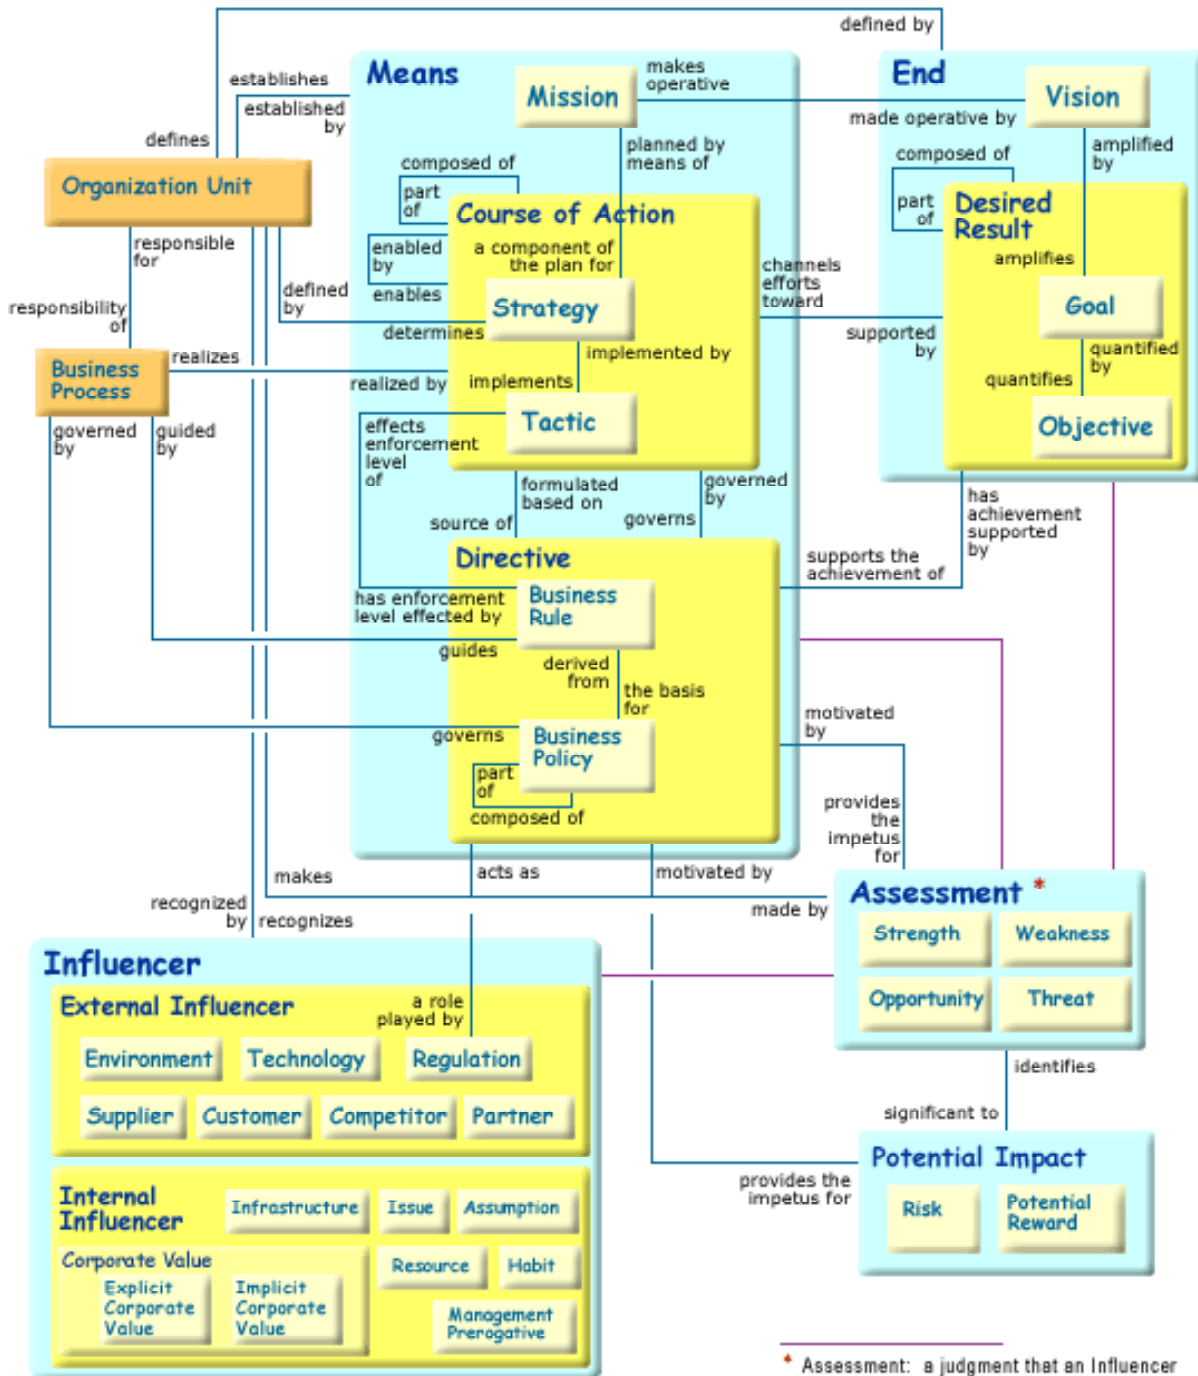 defined by
Means
makes
operative
End
Mission
Vision
establishes
established
by
made operative by
defines
planned by
means of
amplified
by
composed of
composed of
Organization Unit
part
of
part
of
Course of Action
Desired
Result
responsible
for
enabled
by
a component of
the plan for
channels
efforts
toward
amplifies
defined
by
enables
Strategy
Goal
responsibility
of
determines
supported
by
implemented by
quantified
by
realizes
Business
Process
realized by
implements
quantifies
Tactic
Objective
governed
by
guided
by
effects
enforcement
level
of
formulated
based on
governed
by
has
achievement
supported
by
source of
governs
Directive
supports the
achievement of
Business
Rule
has enforcement
level effected by
guides
derived
from
the basis
for
motivated
by
governs
Business
Policy
part
of
composed of
provides
the
impetus
for
acts as
motivated by
makes
Assessment *
made by
recognized
by
recognizes
Strength
Weakness
Influencer
Opportunity
Threat
External Influencer
a role
played by
Environment
Technology
Regulation
identifies
Supplier
Customer
Competitor
Partner
significant to
Potential Impact
provides the
impetus for
Internal
Influencer
Infrastructure
Issue
Assumption
Risk
Potential
Reward
Corporate Value
Resource
Habit
Explicit
Corporate
Value
Implicit
Corporate
Value
Management
Prerogative
* Assessment: a judgment that an Influencer